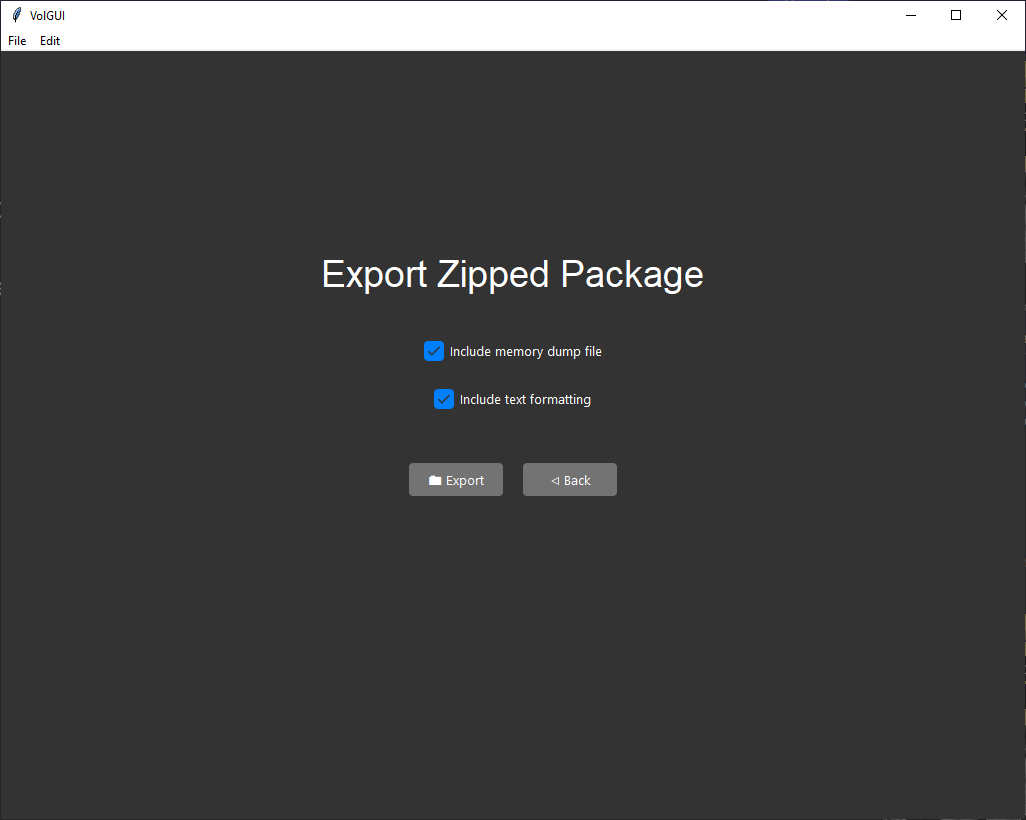 VolGUI
File Edit
Export Zipped Package
Include memory dump file
Include text formatting
Export Back